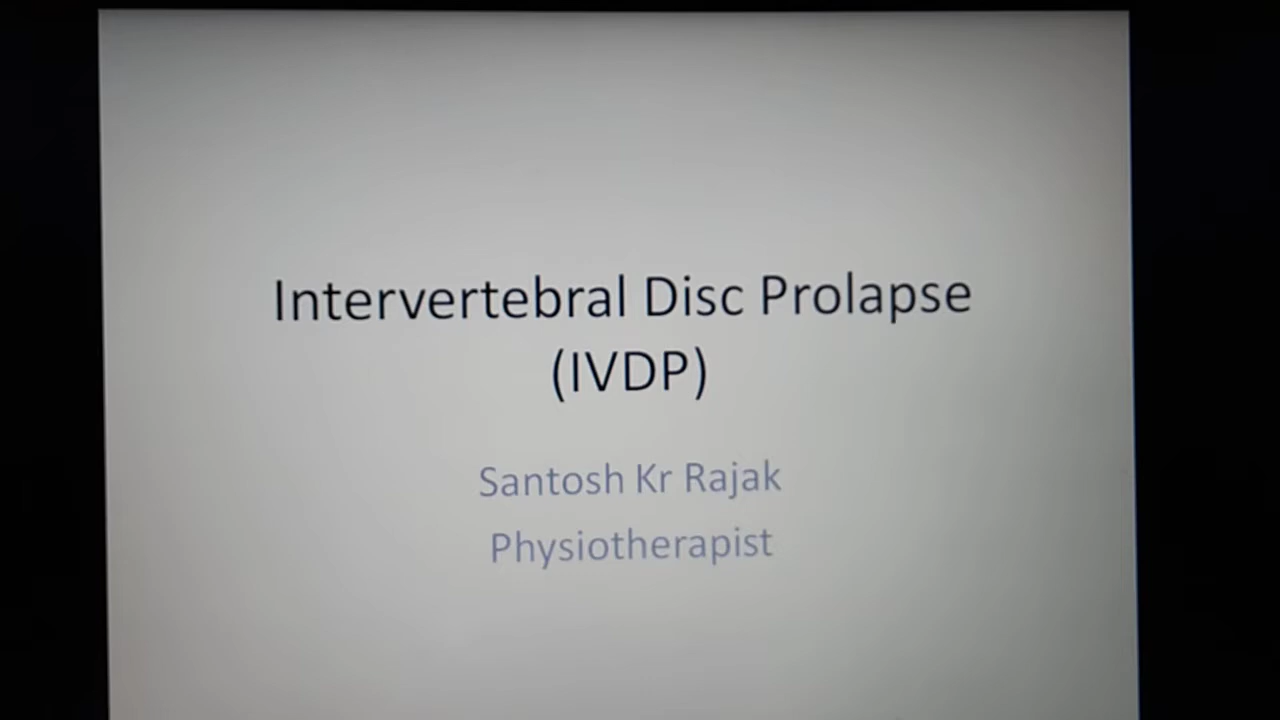 Intervertebral Disc Prolapse
(IVDP)
Santosh Kr Rajak
Physiotherapist